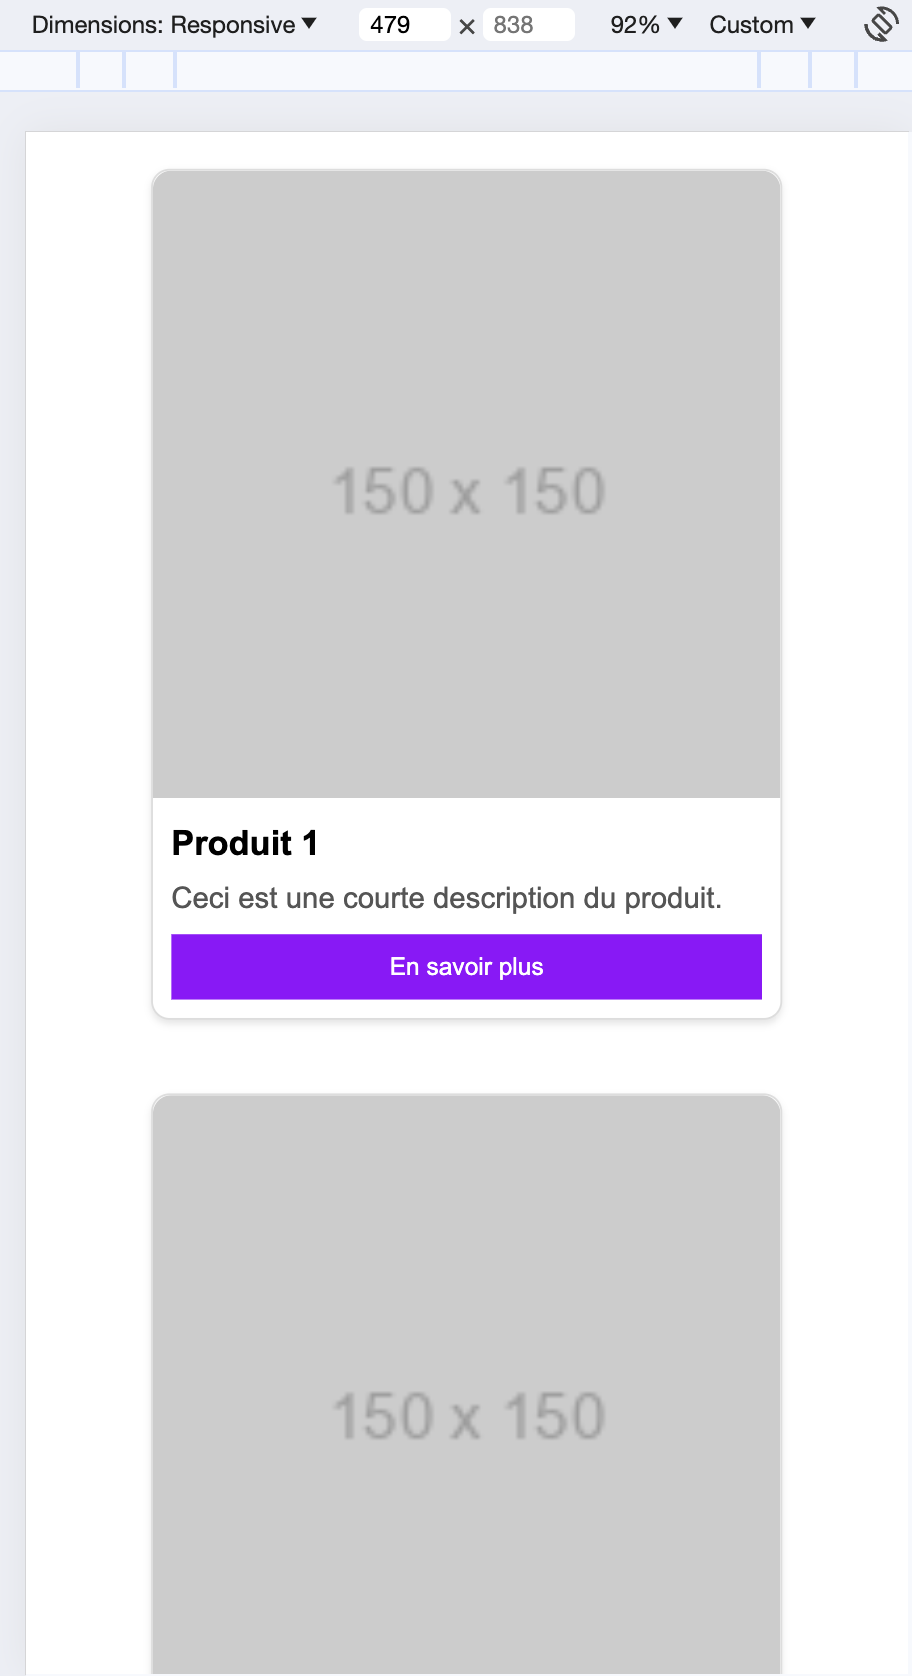 Dimensions: Responsive 479 × 838 92% Custom
150 x 150
Produit 1
Ceci est une courte description du produit.
En savoir plus
150 x 150